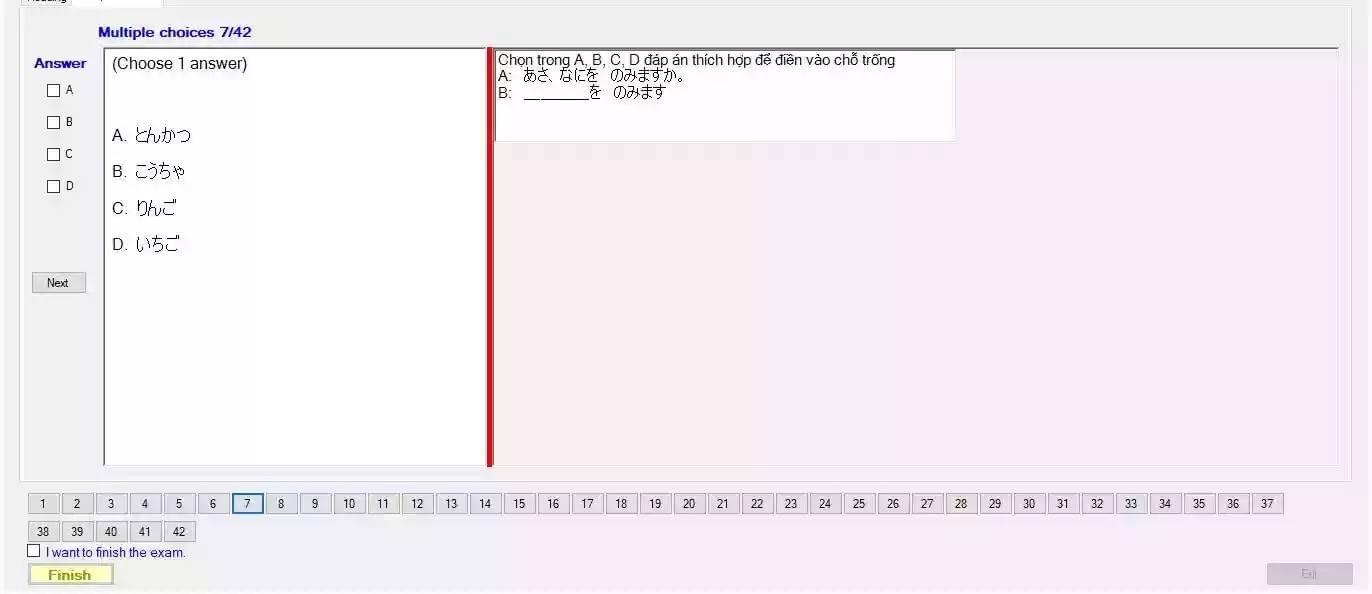 Multiple choices 7/42
Answer
A
B
C
D
Next
(Choose 1 answer)
A. とんかつ
B. こうちゃ
C. りんご
D. いちご
Chọn trong A, B, C, D đáp án thích hợp để điền vào chỗ trống
A: あさ、なにを のみますか。
B: ________を のみます
1 2 3 4 5 6 7 8 9 10 11 12 13 14 15 16 17 18 19 20 21 22 23 24 25 26 27 28 29 30 31 32 33 34 35 36 37
38 39 40 41 42
I want to finish the exam.
Finish
Exit